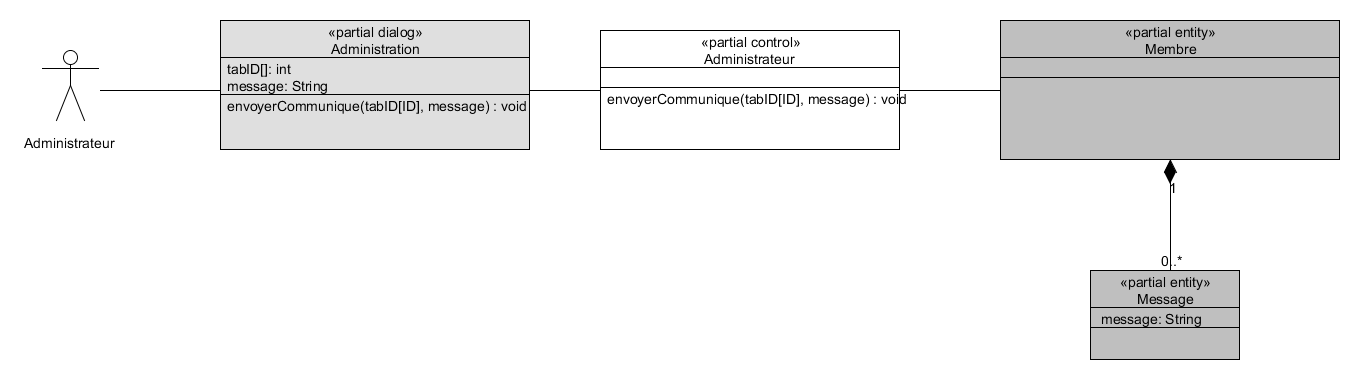 Administrateur
«partial dialog»
Administration
tabID[]: int
message: String
envoyerCommunique(tabID[ID], message) : void
«partial control»
Administrateur
envoyerCommunique(tabID[ID], message) : void
«partial entity»
Membre
1
0..*
«partial entity»
Message
message: String